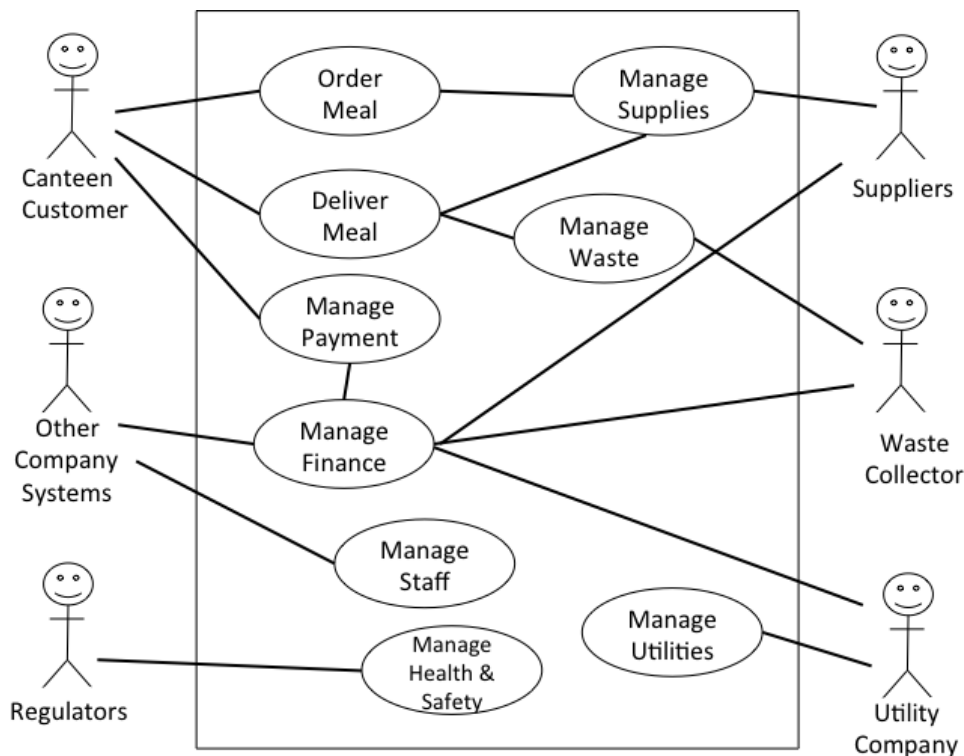 Order
Meal
Manage
Supplies
Canteen
Customer
Suppliers
Deliver
Meal
Manage
Waste
Manage
Payment
Other
Company
Systems
Manage
Finance
Waste
Collector
Manage
Staff
Manage
Utilities
Manage
Health &
Safety
Regulators
Utility
Company